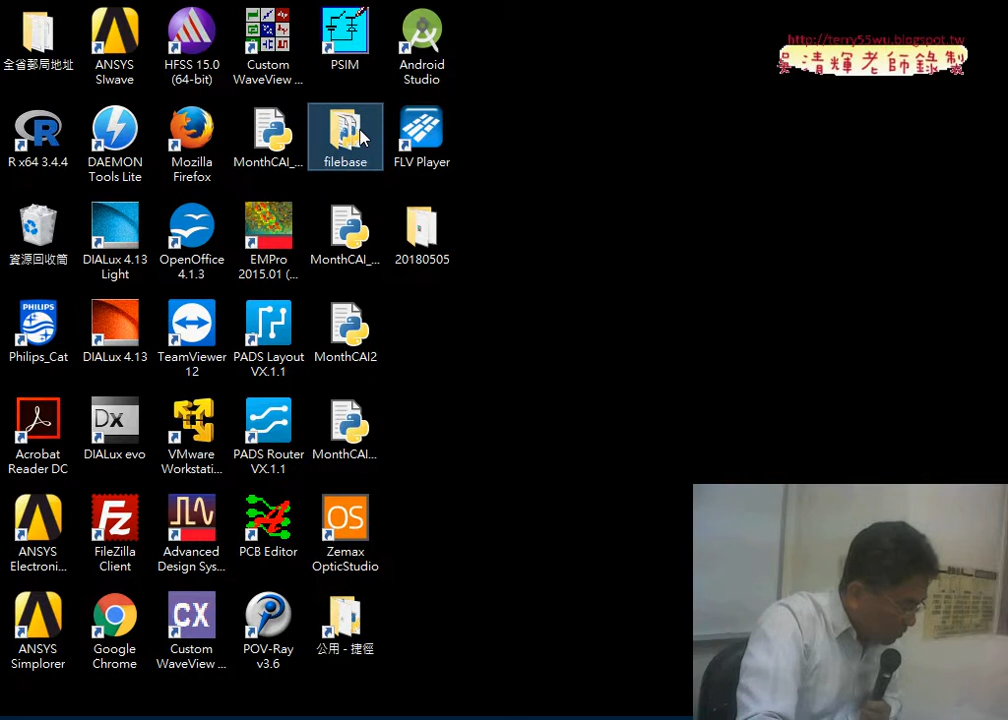 http://terry55wu.blogspot.tw
吳清輝老師錄製
全省郵局地址
ANSYS
SIwave
HFSS 15.0
(64-bit)
Custom
WaveView ...
PSIM
Android
Studio
R x64 3.4.4
DAEMON
Tools Lite
Mozilla
Firefox
MonthCAI_...
filebase
FLV Player
資源回收筒
DIALux 4.13
Light
OpenOffice
4.1.3
EMPro
2015.01 (...
MonthCAI_...
20180505
PHILIPS
Philips_Cat
DIALux 4.13
TeamViewer
12
PADS Layout
VX.1.1
MonthCAI2
Acrobat
Reader DC
Dx
DIALux evo
VMware
Workstati...
PADS Router
VX.1.1
MonthCAI...
ANSYS
Electroni...
Fz
FileZilla
Client
Advanced
Design Sys...
PCB Editor
OS
Zemax
OpticStudio
ANSYS
Simplorer
Google
Chrome
CX
Custom
WaveView ...
POV-Ray
v3.6
公用 - 捷徑